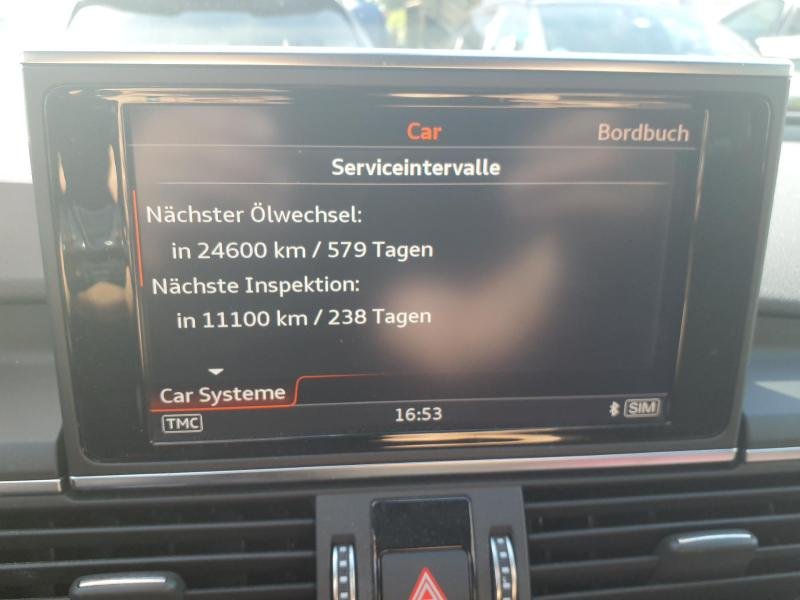 Car Bordbuch
Serviceintervalle
Nächster Ölwechsel:
in 24600 km / 579 Tagen
Nächste Inspektion:
in 11100 km / 238 Tagen
Car Systeme
TMC 16:53 SIM